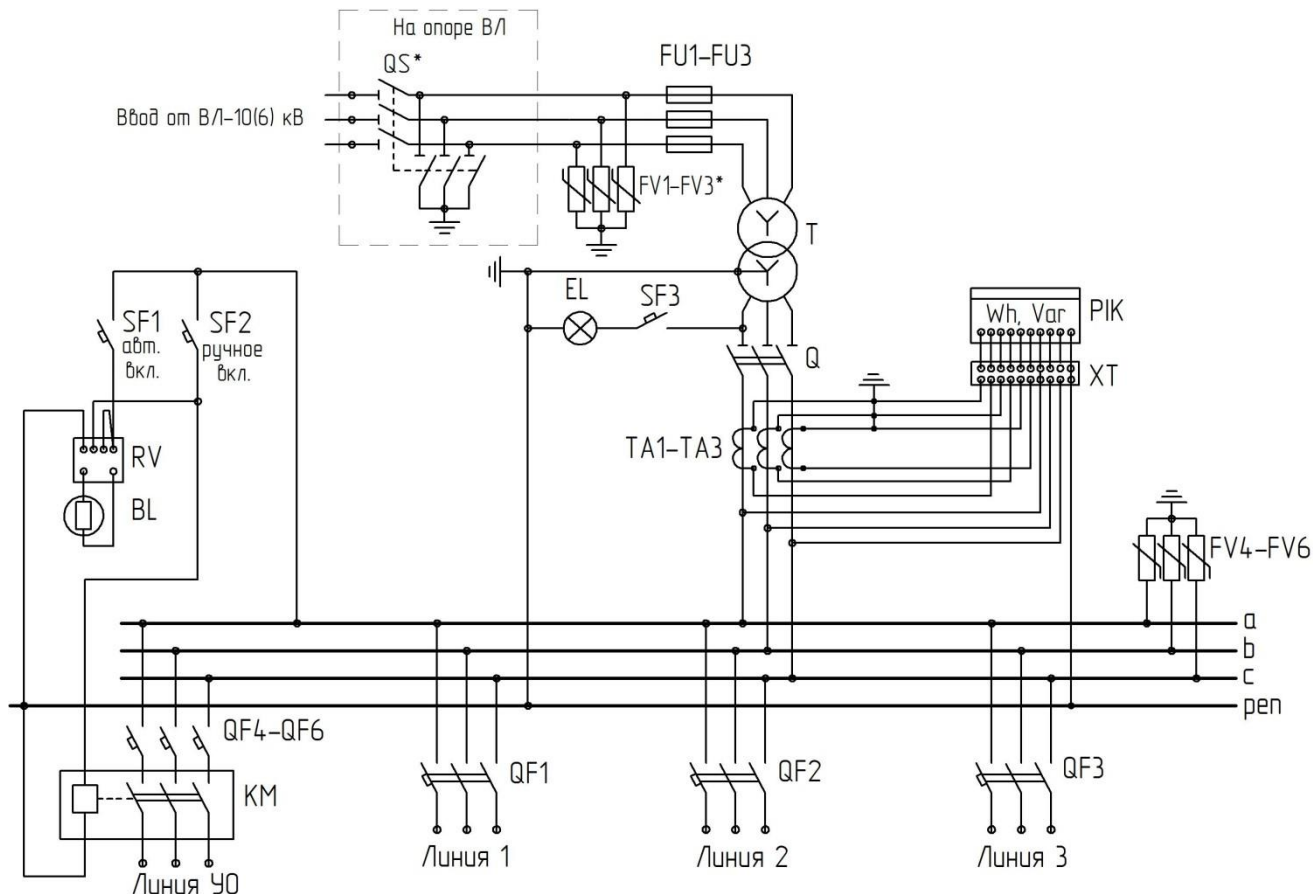 На опоре ВЛ
QS*
FU1-FU3
Ввод от ВЛ-10(6) кВ
FV1-FV3*
T
EL
SF3
Wh, Var
PIK
SF1
авт.
вкл.
SF2
ручное
вкл.
Q
XT
TA1-TA3
RV
BL
FV4-FV6
a
b
c
pen
QF4-QF6
QF1
QF2
QF3
KM
Линия 1
Линия 2
Линия 3
Линия УО